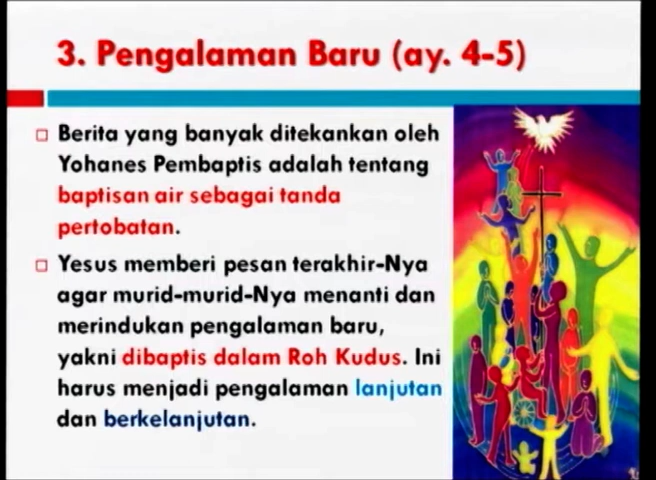 3. Pengalaman Baru (ay. 4-5)
Berita yang banyak ditekankan oleh
Yohanes Pembaptis adalah tentang
baptisan air sebagai tanda
pertobatan.
Yesus memberi pesan terakhir-Nya
agar murid-murid-Nya menanti dan
merindukan pengalaman baru,
yakni dibaptis dalam Roh Kudus. Ini
harus menjadi pengalaman lanjutan
dan berkelanjutan.